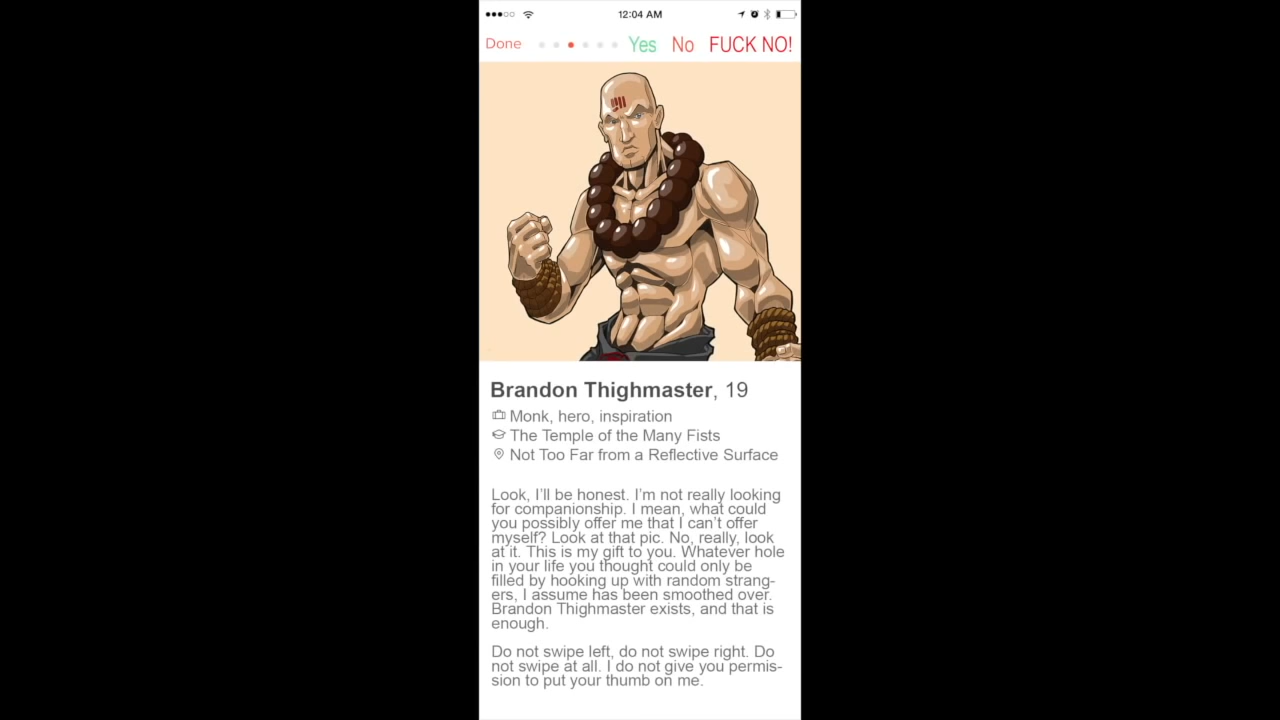 12:04 AM
Done Yes No FUCK NO!
Brandon Thighmaster, 19
Monk, hero, inspiration
The Temple of the Many Fists
Not Too Far from a Reflective Surface
Look, I’ll be honest. I’m not really looking
for companionship. I mean, what could
you possibly offer me that I can’t offer
myself? Look at that pic. No, really, look
at it. This is my gift to you. Whatever hole
in your life you thought could only be
filled by hooking up with random strang-
ers, I assume has been smoothed over.
Brandon Thighmaster exists, and that is
enough.
Do not swipe left, do not swipe right. Do
not swipe at all. I do not give you permis-
sion to put your thumb on me.